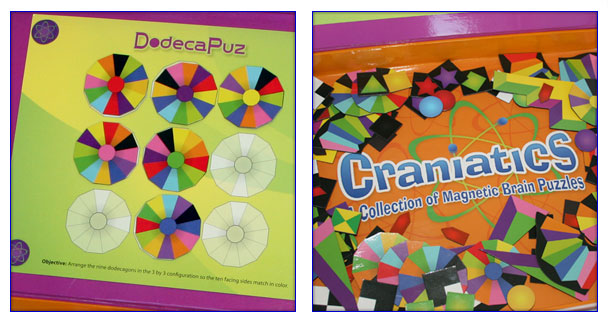 DodecaPuz
Objective: Arrange the nine dodecagons in the 3 by 3 configuration so the ten facing sides match in color.
Craniatics
Collection of Magnetic Brain Puzzles